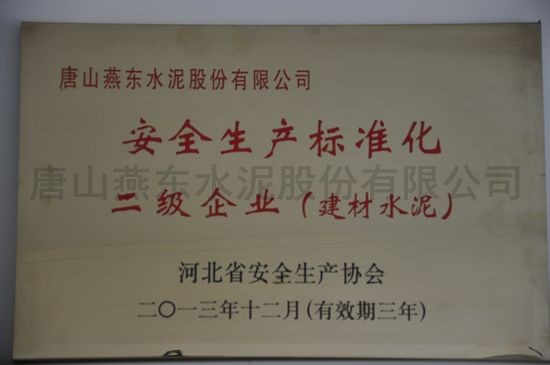 唐山燕东水泥股份有限公司
安全生产标准化
唐山燕东水泥股份有限公司
二级企业(建材水泥)
河北省安全生产协会
二〇一三年十二月(有效期三年)